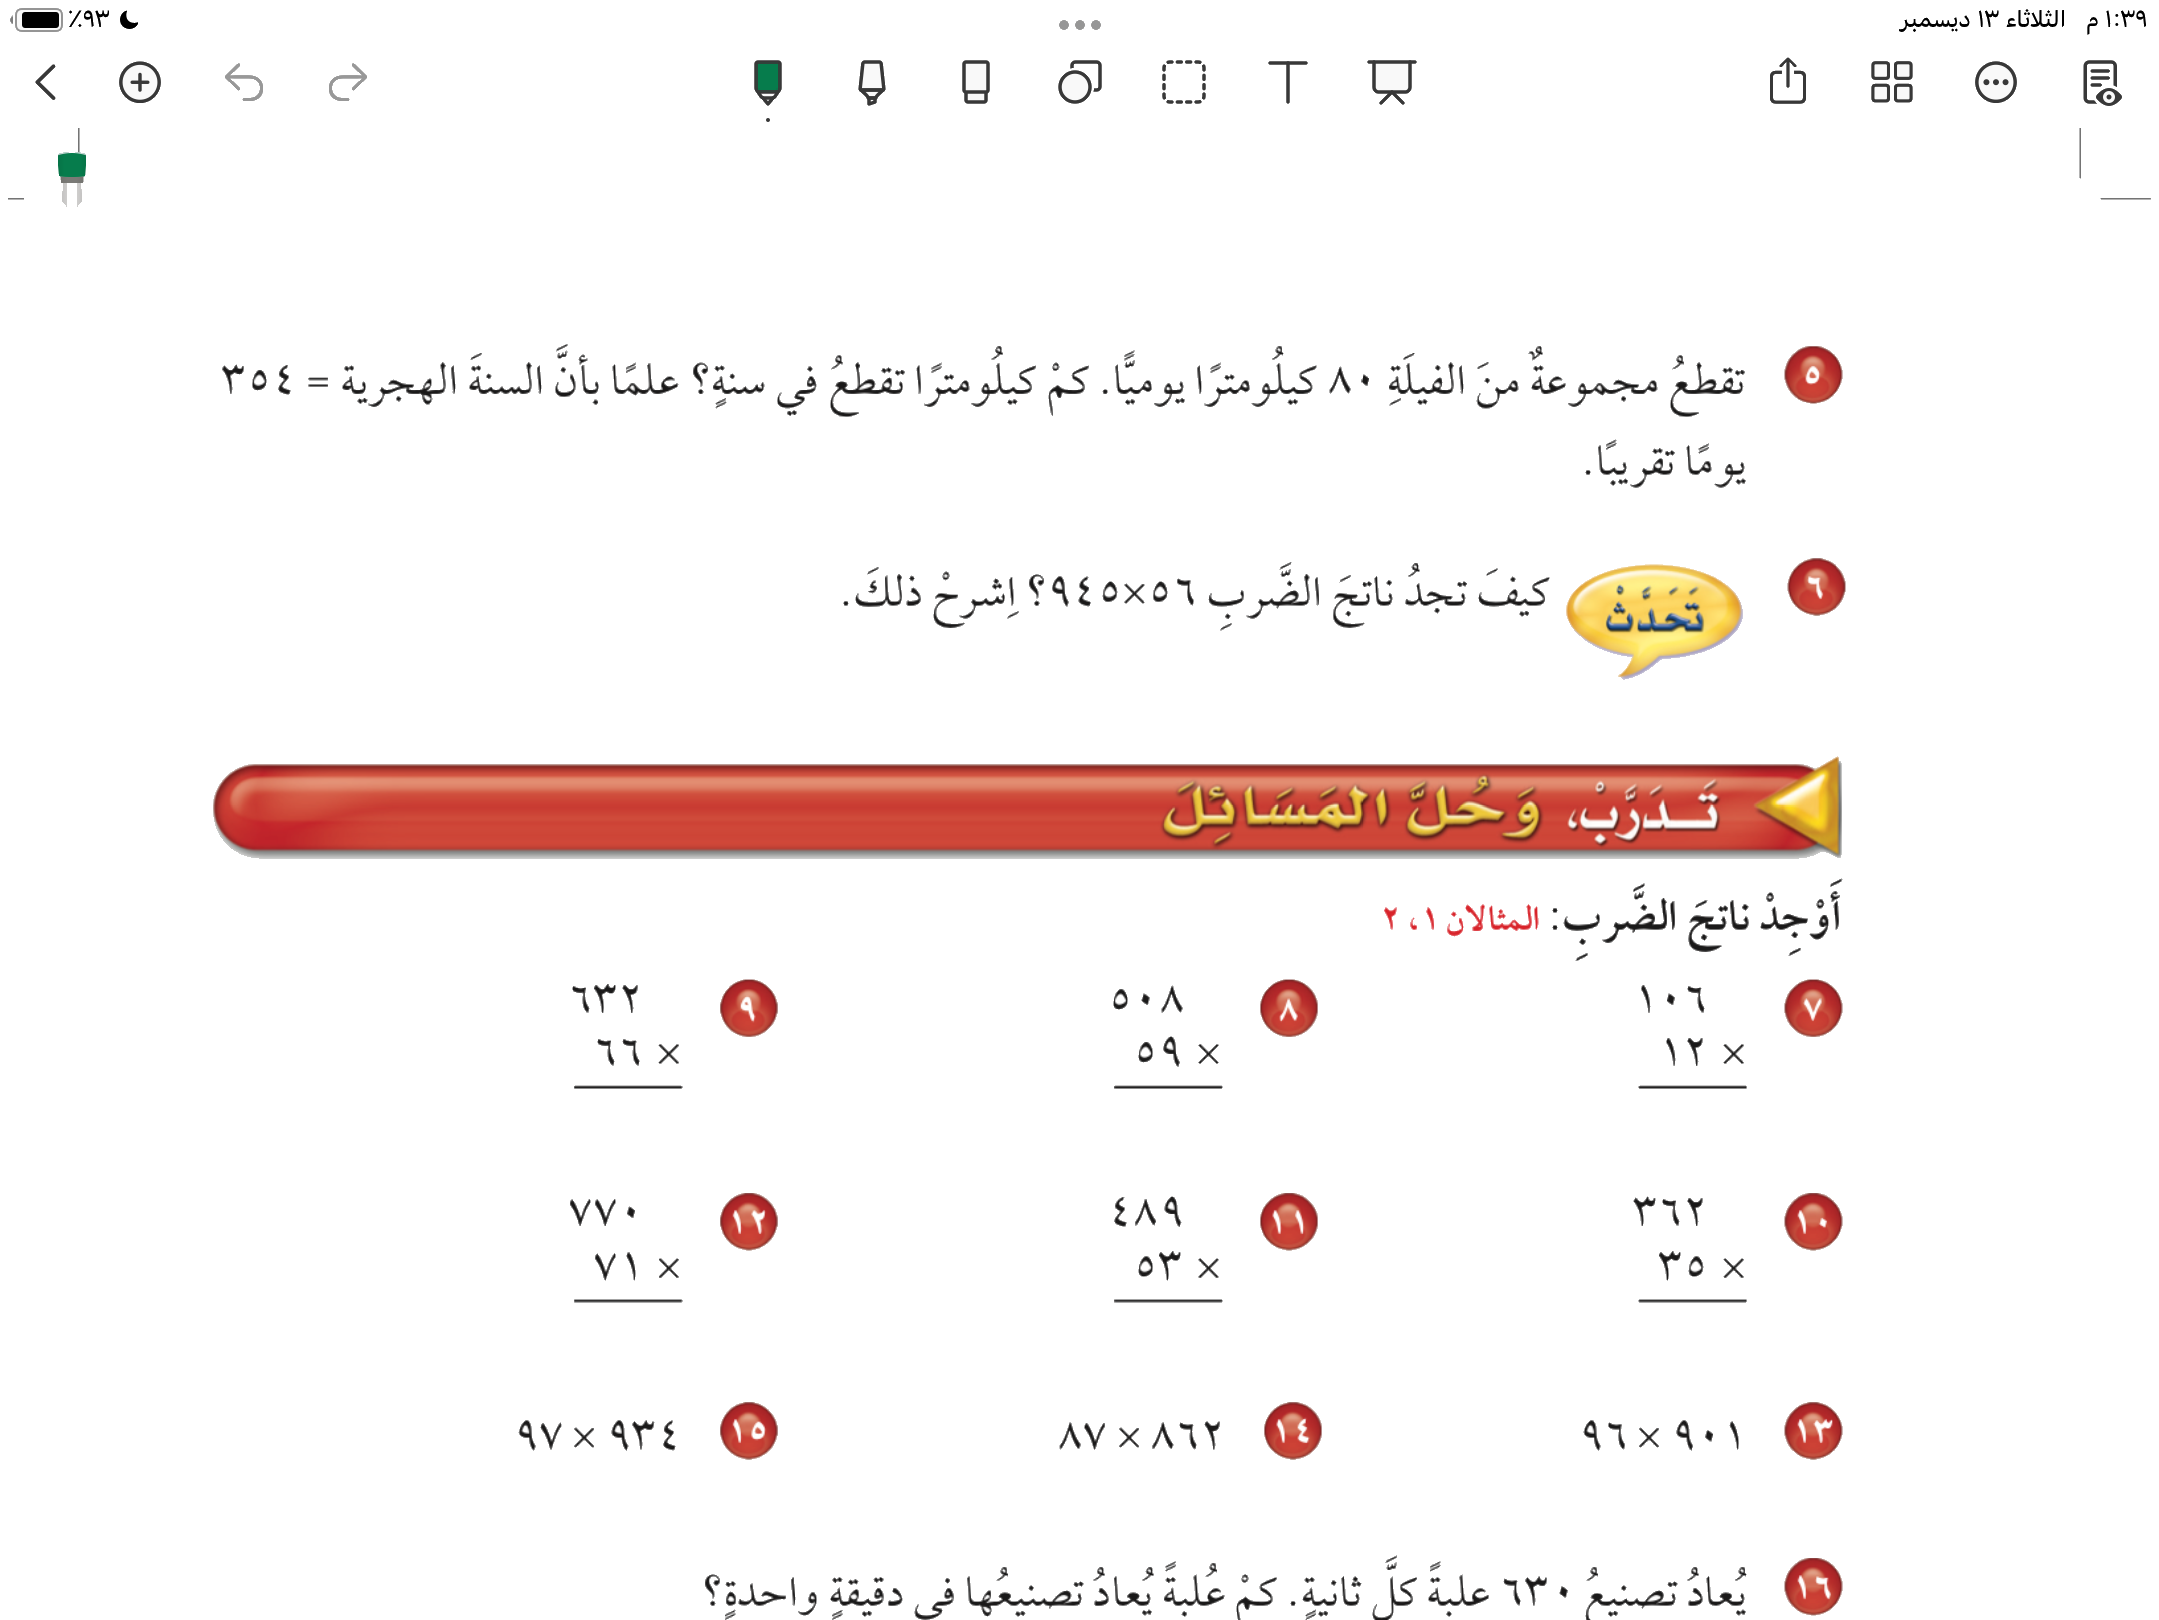 ١:٣٩ م الثلاثاء ١٣ ديسمبر
٩٣٪
٥ تقطعُ مجموعةٌ منَ الفيلَةِ ٨٠ كيلُومترًا يوميًّا. كمْ كيلُومترًا تقطعُ في سنةٍ؟ علمًا بأنَّ السنةَ الهجرية = ٣٥٤
يومًا تقريبًا.
٦ تَحَدَّثْ كيفَ تجدُ ناتجَ الضَّربِ ٥٦×٩٤٥؟ اِشرحْ ذلكَ.
تَـدَرَّبْ، وَحُلَّ المَسَائِلَ
أَوْجِدْ ناتجَ الضَّربِ: المثالان ١، ٢
٧ ١٠٦ ٨ ٥٠٨ ٩ ٦٣٢
× ١٢ × ٥٩ × ٦٦
١٠ ٣٦٢ ١١ ٤٨٩ ١٢ ٧٧٠
× ٣٥ × ٥٣ × ٧١
١٣ ٩٠١ × ٩٦ ١٤ ٨٦٢ × ٨٧ ١٥ ٩٣٤ × ٩٧
١٦ يُعادُ تصنيعُ ٦٣٠ علبةً كلَّ ثانيةٍ. كمْ عُلبةً يُعادُ تصنيعُها في دقيقةٍ واحدةٍ؟